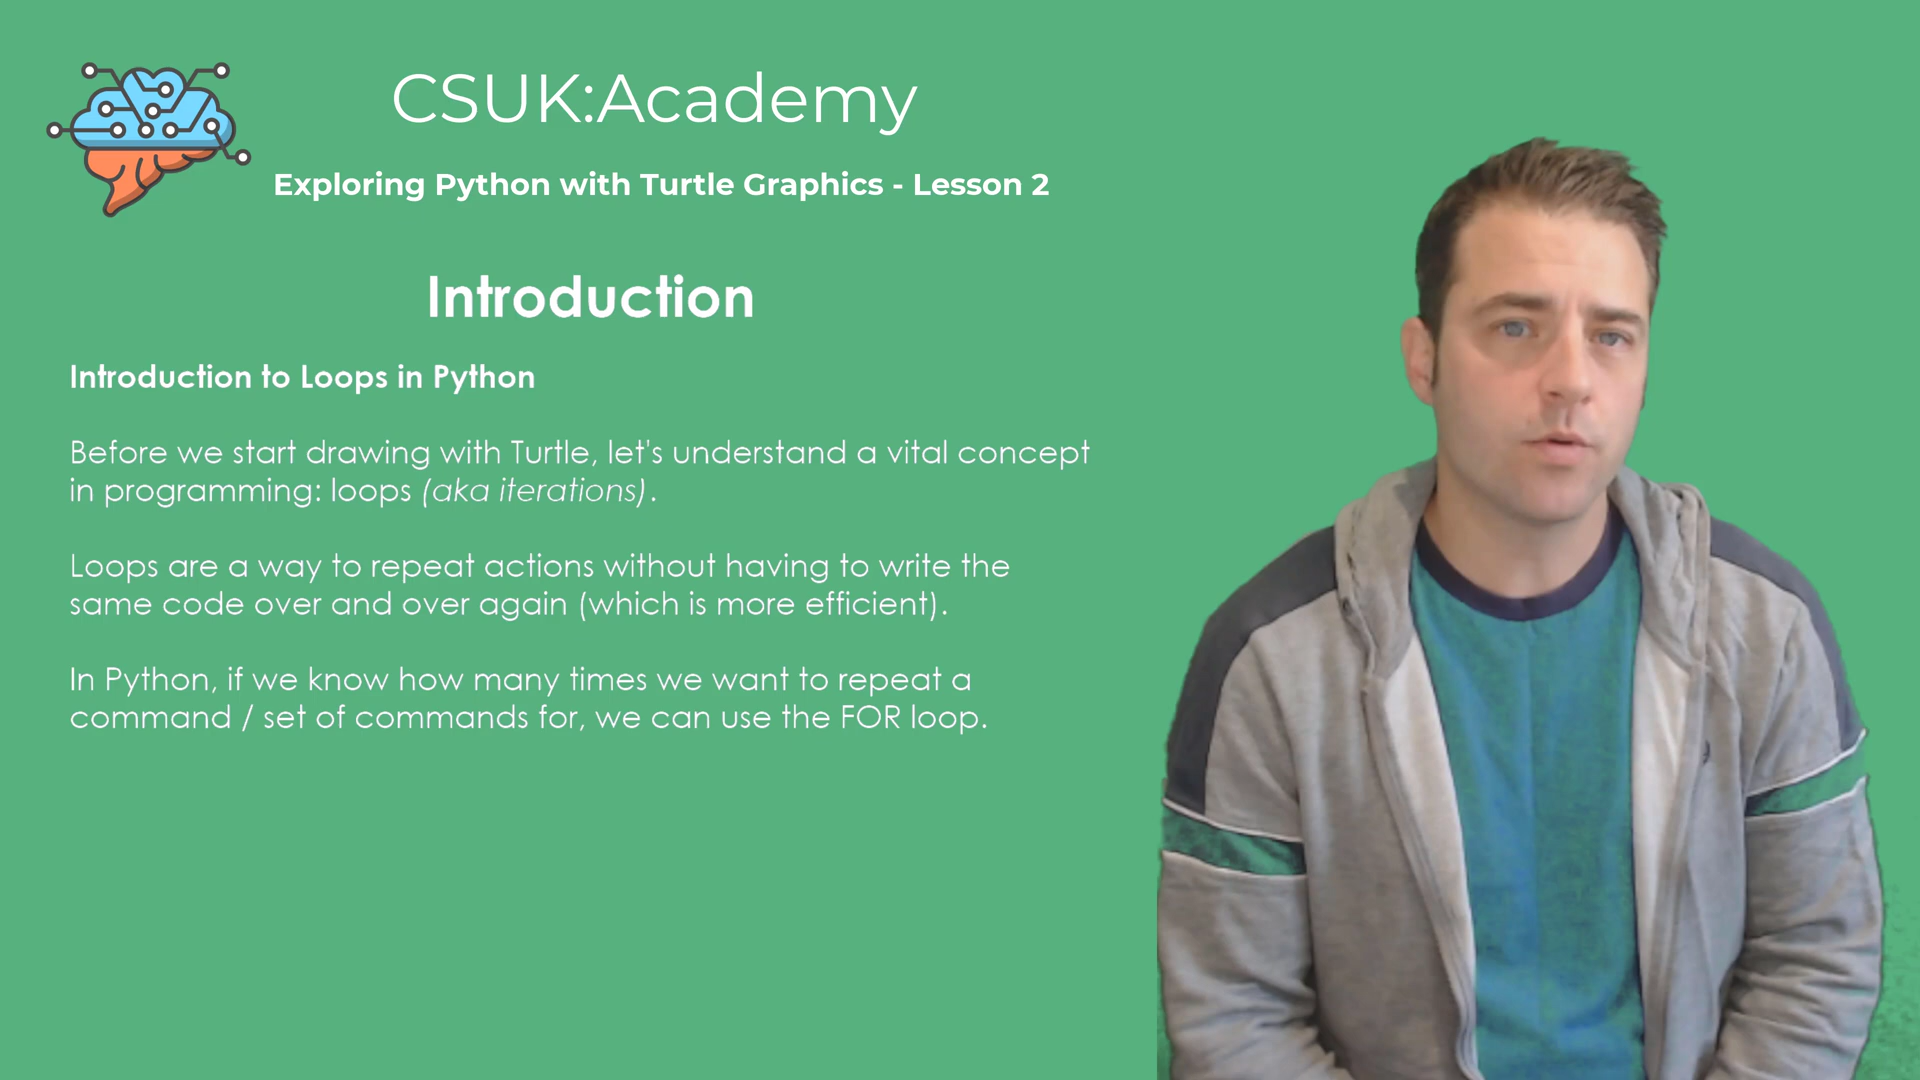 CSUK:Academy
Exploring Python with Turtle Graphics - Lesson 2
Introduction
Introduction to Loops in Python
Before we start drawing with Turtle, let's understand a vital concept
in programming: loops (aka iterations).
Loops are a way to repeat actions without having to write the
same code over and over again (which is more efficient).
In Python, if we know how many times we want to repeat a
command / set of commands for, we can use the FOR loop.